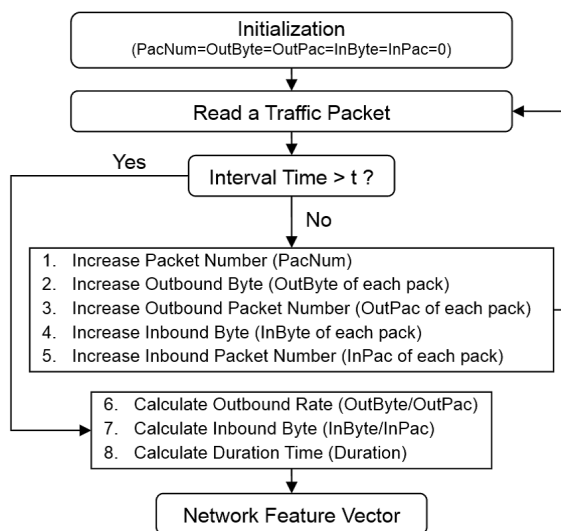 Initialization
(PacNum=OutByte=OutPac=InByte=InPac=0)
Read a Traffic Packet
Yes
Interval Time > t ?
No
1. Increase Packet Number (PacNum)
2. Increase Outbound Byte (OutByte of each pack)
3. Increase Outbound Packet Number (OutPac of each pack)
4. Increase Inbound Byte (InByte of each pack)
5. Increase Inbound Packet Number (InPac of each pack)
6. Calculate Outbound Rate (OutByte/OutPac)
7. Calculate Inbound Byte (InByte/InPac)
8. Calculate Duration Time (Duration)
Network Feature Vector